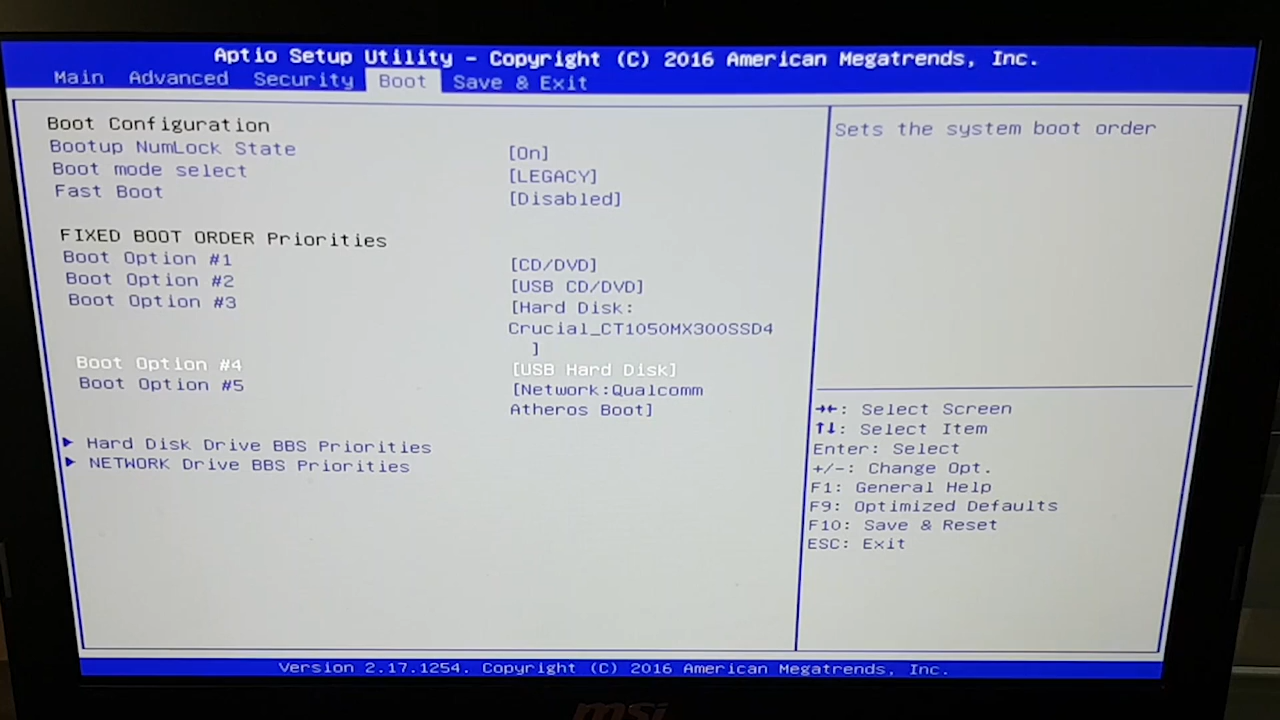 Aptio Setup Utility - Copyright (C) 2016 American Megatrends, Inc.
Main Advanced Security Boot Save & Exit
Boot Configuration
Bootup NumLock State [On]
Boot mode select [LEGACY]
Fast Boot [Disabled]
FIXED BOOT ORDER Priorities
Boot Option #1 [CD/DVD]
Boot Option #2 [USB CD/DVD]
Boot Option #3 [Hard Disk:
Crucial_CT1050MX300SSD4
]
Boot Option #4 [USB Hard Disk]
Boot Option #5 [Network:Qualcomm
Atheros Boot]
► Hard Disk Drive BBS Priorities
► NETWORK Drive BBS Priorities
Sets the system boot order
→←: Select Screen
↑↓: Select Item
Enter: Select
+/-: Change Opt.
F1: General Help
F9: Optimized Defaults
F10: Save & Reset
ESC: Exit
Version 2.17.1254. Copyright (C) 2016 American Megatrends, Inc.
msi